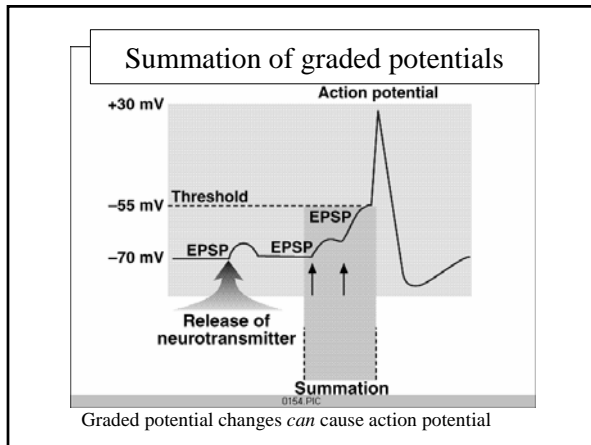 Summation of graded potentials
Action potential
+30 mV
Threshold
–55 mV
EPSP
EPSP
EPSP
–70 mV
Release of
neurotransmitter
Summation
0154.PIC
Graded potential changes can cause action potential